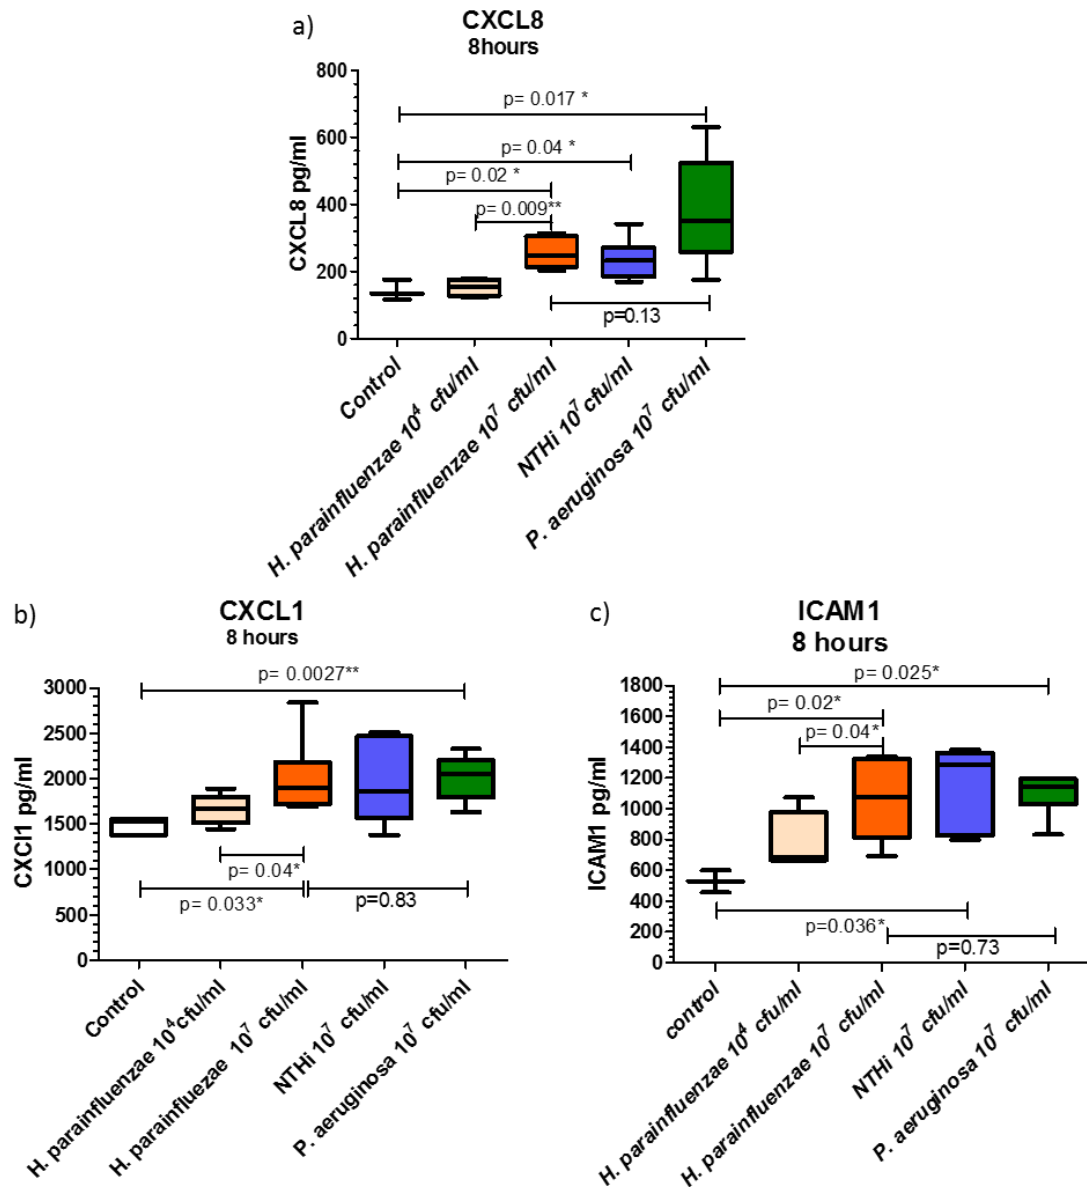 a)
CXCL8
8hours
CXCL8 pg/ml
800
600
400
200
0
p= 0.017 *
p= 0.04 *
p= 0.02 *
p= 0.009**
p=0.13
Control
H. parainfluenzae 10⁴ cfu/ml
H. parainfluenzae 10⁷ cfu/ml
NTHi 10⁷ cfu/ml
P. aeruginosa 10⁷ cfu/ml
b)
CXCL1
8 hours
CXCl1 pg/ml
3000
2500
2000
1500
1000
500
0
p= 0.0027**
p= 0.04*
p= 0.033*
p=0.83
Control
H. parainfluenzae 10⁴cfu/ml
H. parainfluezae 10⁷ cfu/ml
NTHi 10⁷ cfu/ml
P. aeruginosa 10⁷ cfu/ml
c)
ICAM1
8 hours
ICAM1 pg/ml
1800
1600
1400
1200
1000
800
600
400
200
0
p= 0.025*
p= 0.02*
p= 0.04*
p=0.036*
p=0.73
control
H. parainfluenzae 10⁴ cfu/ml
H. parainfluenzae 10⁷ cfu/ml
NTHi 10⁷ cfu/ml
P. aeruginosa 10⁷ cfu/ml